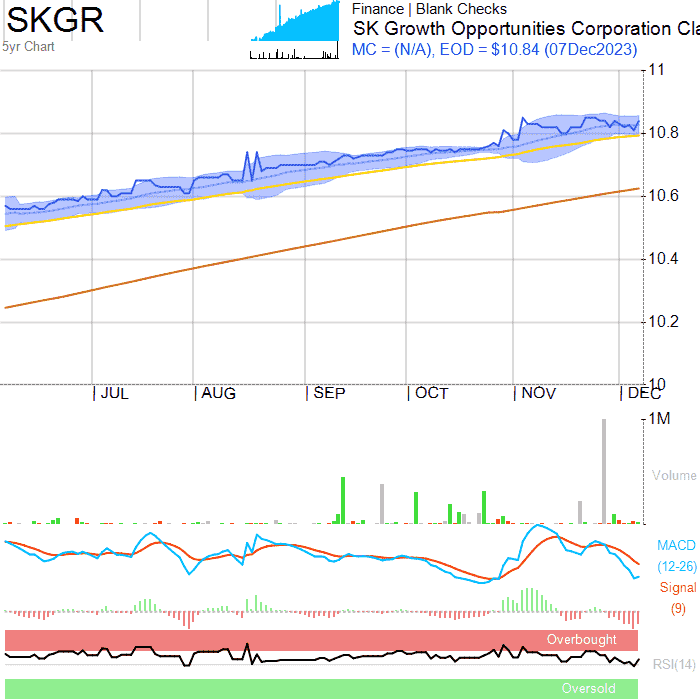 SKGR
5yr Chart
Finance | Blank Checks
SK Growth Opportunities Corporation Cla
MC = (N/A), EOD = $10.84 (07Dec2023)
11
10.8
10.6
10.4
10.2
10
JUL
AUG
SEP
OCT
NOV
DEC
1M
Volume
MACD
(12-26)
Signal
(9)
Overbought
RSI(14)
Oversold